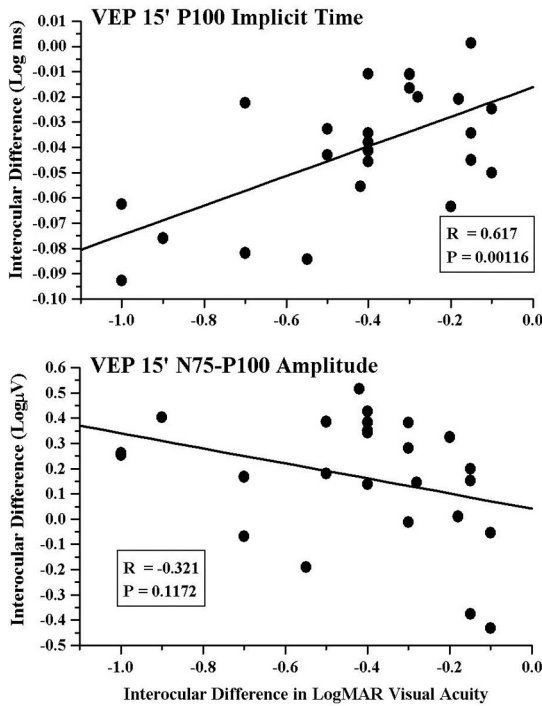 VEP 15' P100 Implicit Time
Interocular Difference (Log ms)
0.01
0.00
-0.01
-0.02
-0.03
-0.04
-0.05
-0.06
-0.07
-0.08
-0.09
-0.10
R = 0.617
P = 0.00116
-1.0 -0.8 -0.6 -0.4 -0.2 0.0
VEP 15' N75-P100 Amplitude
Interocular Difference (LogµV)
0.6
0.5
0.4
0.3
0.2
0.1
0.0
-0.1
-0.2
-0.3
-0.4
-0.5
R = -0.321
P = 0.1172
-1.0 -0.8 -0.6 -0.4 -0.2 0.0
Interocular Difference in LogMAR Visual Acuity